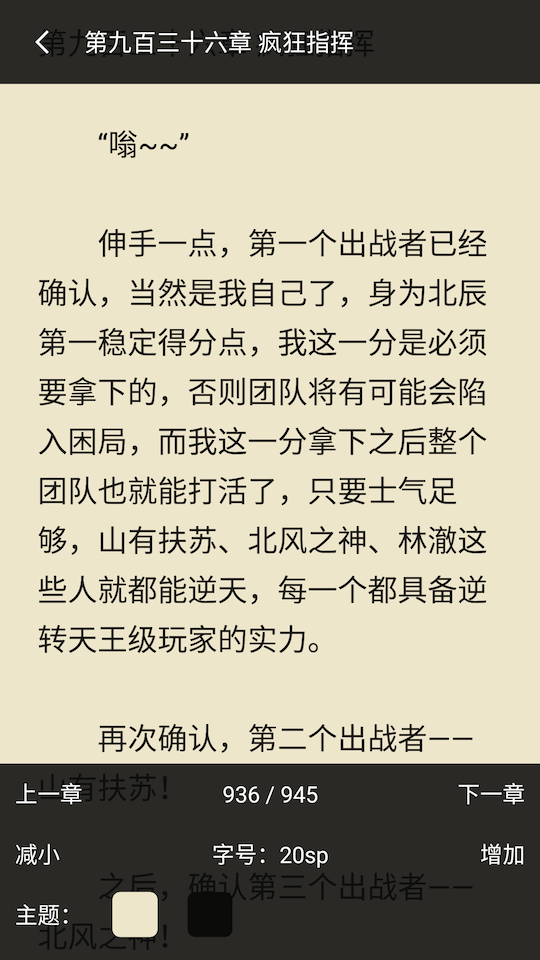 第九百三十六章 疯狂指挥
“嗡~~”
伸手一点，第一个出战者已经
确认，当然是我自己了，身为北辰
第一稳定得分点，我这一分是必须
要拿下的，否则团队将有可能会陷
入困局，而我这一分拿下之后整个
团队也就能打活了，只要士气足
够，山有扶苏、北风之神、林澈这
些人就都能逆天，每一个都具备逆
转天王级玩家的实力。
再次确认，第二个出战者——
山有扶苏！
上一章 936 / 945 下一章
减小 字号：20sp 增加
之后，确认第三个出战者——
主题：
北风之神！